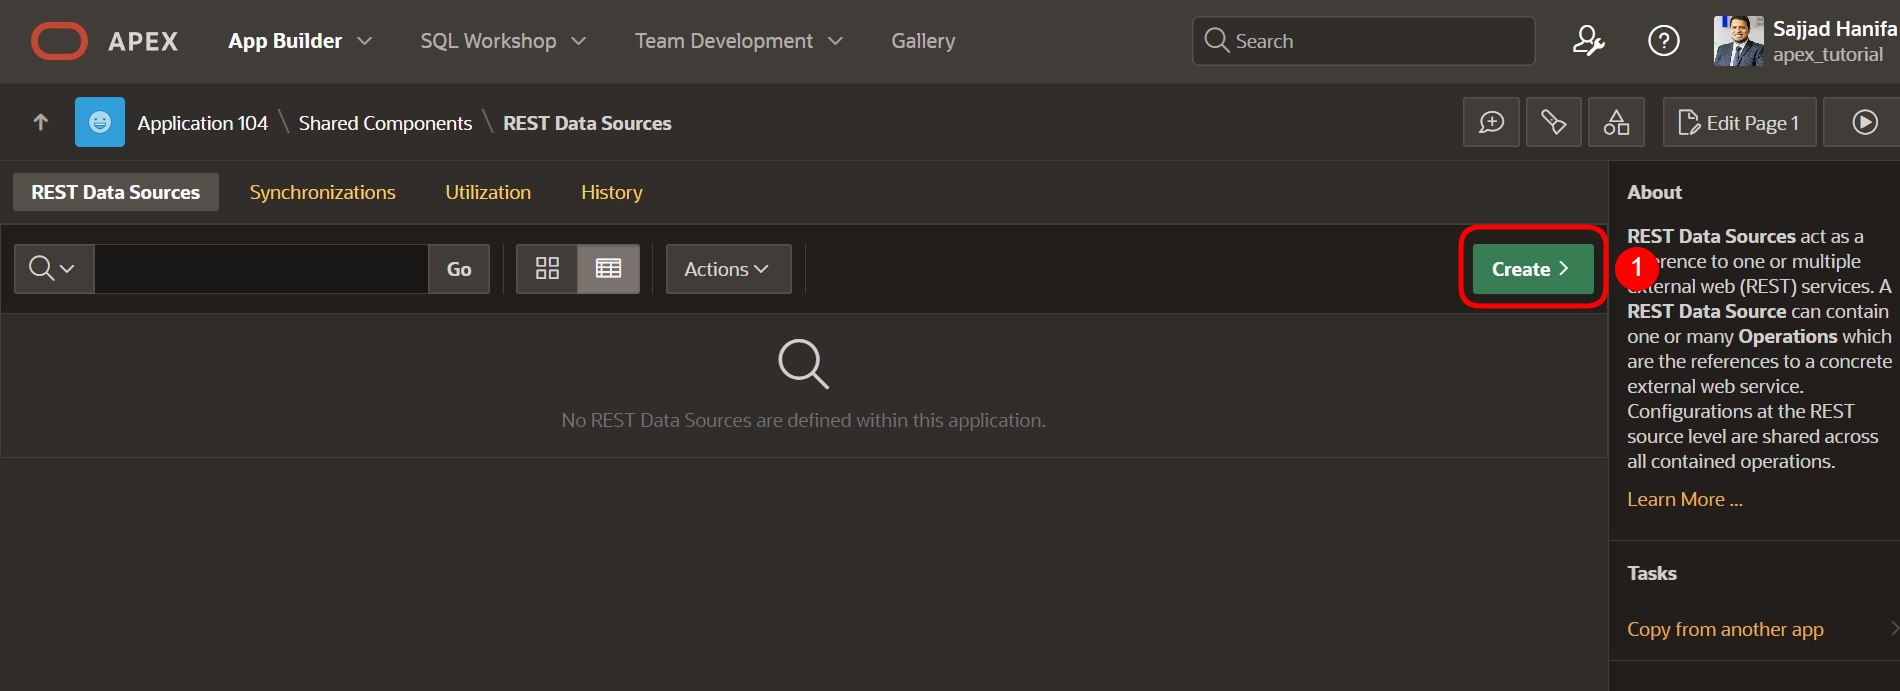 APEX
App Builder
SQL Workshop
Team Development
Gallery
Search
Sajjad Hanifa
apex_tutorial
Application 104 \ Shared Components \ REST Data Sources
Edit Page 1
REST Data Sources
Synchronizations
Utilization
History
Go
Actions
Create
1
No REST Data Sources are defined within this application.
About
REST Data Sources act as a
erence to one or multiple
external web (REST) services. A
REST Data Source can contain
one or many Operations which
are the references to a concrete
external web service.
Configurations at the REST
source level are shared across
all contained operations.
Learn More ...
Tasks
Copy from another app